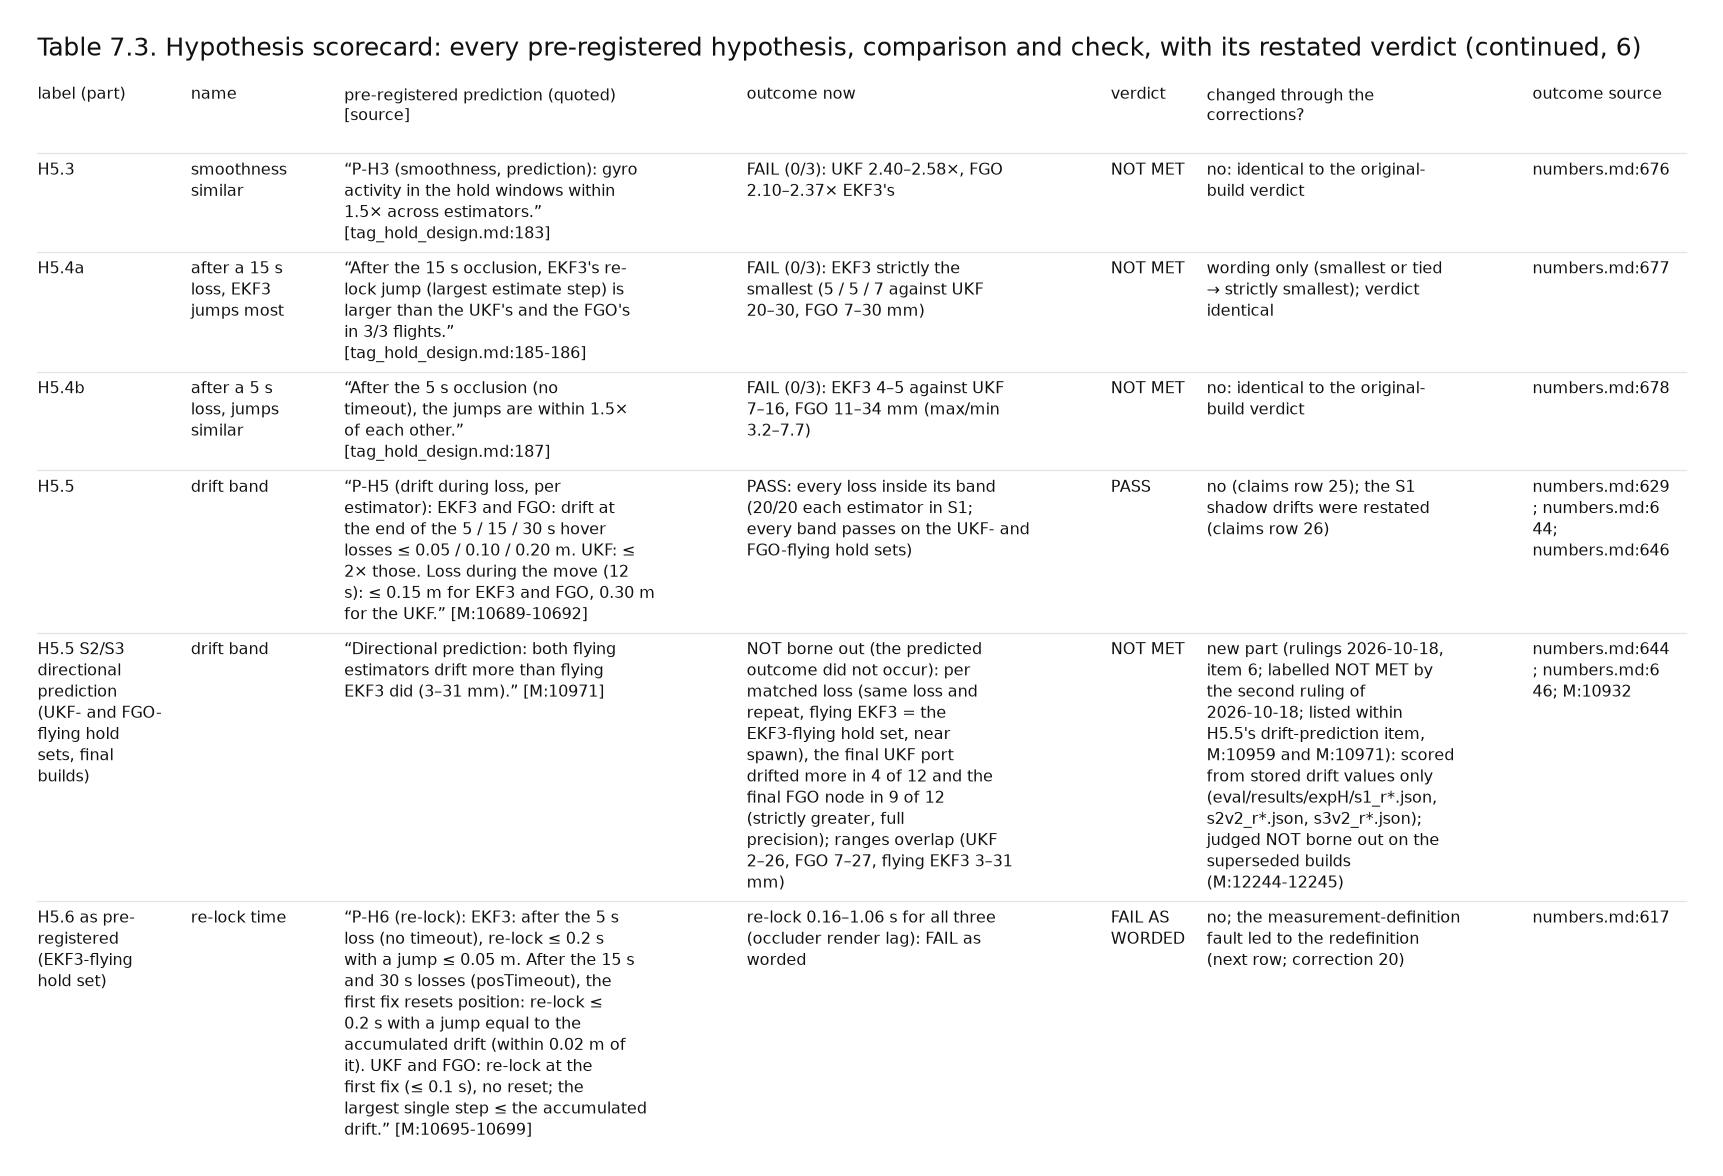 Table 7.3. Hypothesis scorecard: every pre-registered hypothesis, comparison and check, with its restated verdict (continued, 6)
label (part)
name
pre-registered prediction (quoted)
[source]
outcome now
verdict
changed through the
corrections?
outcome source
H5.3
smoothness
similar
“P-H3 (smoothness, prediction): gyro
activity in the hold windows within
1.5× across estimators.”
[tag_hold_design.md:183]
FAIL (0/3): UKF 2.40–2.58×, FGO
2.10–2.37× EKF3's
NOT MET
no: identical to the original-
build verdict
numbers.md:676
H5.4a
after a 15 s
loss, EKF3
jumps most
“After the 15 s occlusion, EKF3's re-
lock jump (largest estimate step) is
larger than the UKF's and the FGO's
in 3/3 flights.”
[tag_hold_design.md:185-186]
FAIL (0/3): EKF3 strictly the
smallest (5 / 5 / 7 against UKF
20–30, FGO 7–30 mm)
NOT MET
wording only (smallest or tied
→ strictly smallest); verdict
identical
numbers.md:677
H5.4b
after a 5 s
loss, jumps
similar
“After the 5 s occlusion (no
timeout), the jumps are within 1.5×
of each other.”
[tag_hold_design.md:187]
FAIL (0/3): EKF3 4–5 against UKF
7–16, FGO 11–34 mm (max/min
3.2–7.7)
NOT MET
no: identical to the original-
build verdict
numbers.md:678
H5.5
drift band
“P-H5 (drift during loss, per
estimator): EKF3 and FGO: drift at
the end of the 5 / 15 / 30 s hover
losses ≤ 0.05 / 0.10 / 0.20 m. UKF: ≤
2× those. Loss during the move (12
s): ≤ 0.15 m for EKF3 and FGO, 0.30 m
for the UKF.” [M:10689-10692]
PASS: every loss inside its band
(20/20 each estimator in S1;
every band passes on the UKF- and
FGO-flying hold sets)
PASS
no (claims row 25); the S1
shadow drifts were restated
(claims row 26)
numbers.md:629
; numbers.md:6
44;
numbers.md:646
H5.5 S2/S3
directional
prediction
(UKF- and FGO-
flying hold
sets, final
builds)
drift band
“Directional prediction: both flying
estimators drift more than flying
EKF3 did (3–31 mm).” [M:10971]
NOT borne out (the predicted
outcome did not occur): per
matched loss (same loss and
repeat, flying EKF3 = the
EKF3-flying hold set, near
spawn), the final UKF port
drifted more in 4 of 12 and the
final FGO node in 9 of 12
(strictly greater, full
precision); ranges overlap (UKF
2–26, FGO 7–27, flying EKF3 3–31
mm)
NOT MET
new part (rulings 2026-10-18,
item 6; labelled NOT MET by
the second ruling of
2026-10-18; listed within
H5.5's drift-prediction item,
M:10959 and M:10971): scored
from stored drift values only
(eval/results/expH/s1_r*.json,
s2v2_r*.json, s3v2_r*.json);
judged NOT borne out on the
superseded builds
(M:12244-12245)
numbers.md:644
; numbers.md:6
46; M:10932
H5.6 as pre-
registered
(EKF3-flying
hold set)
re-lock time
“P-H6 (re-lock): EKF3: after the 5 s
loss (no timeout), re-lock ≤ 0.2 s
with a jump ≤ 0.05 m. After the 15 s
and 30 s losses (posTimeout), the
first fix resets position: re-lock ≤
0.2 s with a jump equal to the
accumulated drift (within 0.02 m of
it). UKF and FGO: re-lock at the
first fix (≤ 0.1 s), no reset; the
largest single step ≤ the accumulated
drift.” [M:10695-10699]
re-lock 0.16–1.06 s for all three
(occluder render lag): FAIL as
worded
FAIL AS
WORDED
no; the measurement-definition
fault led to the redefinition
(next row; correction 20)
numbers.md:617